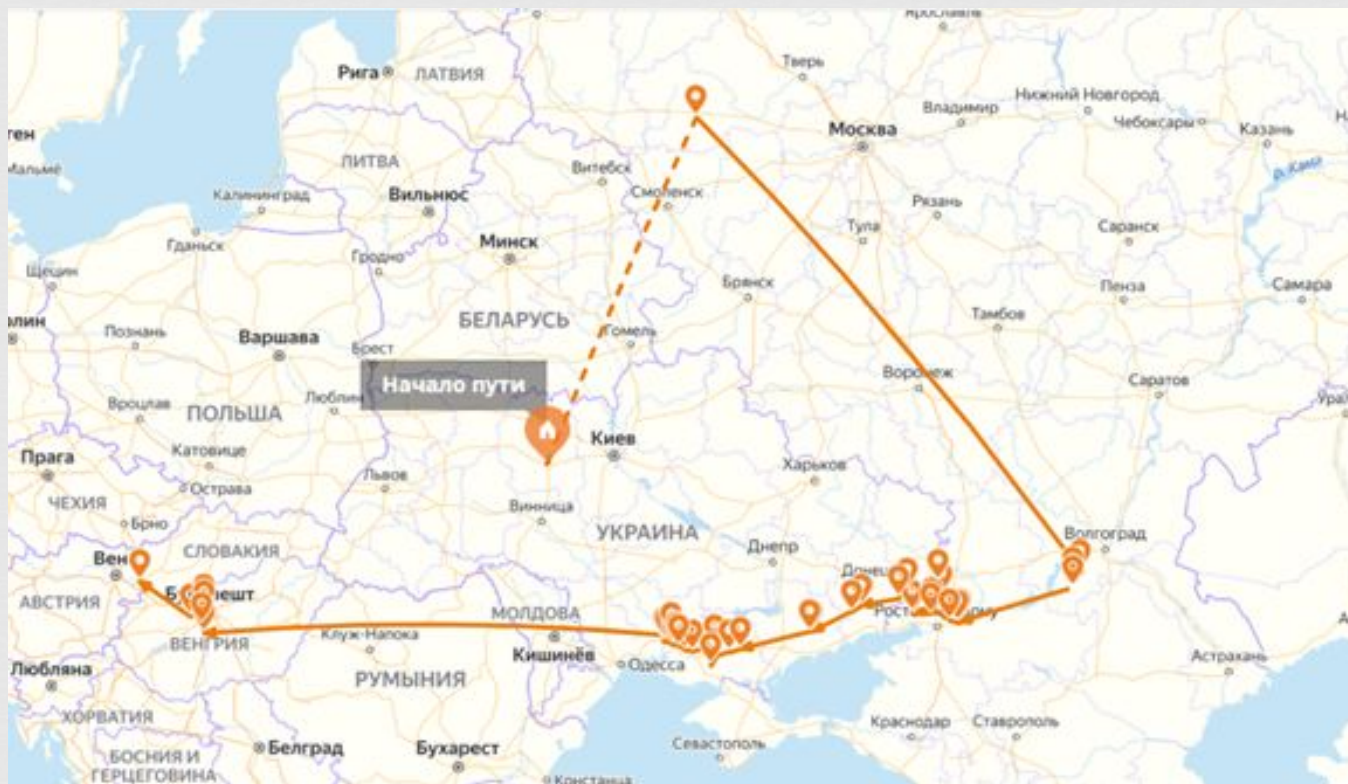 Ярославль
Тверь
Рига
ЛАТВИЯ
Нижний Новгород
Владимир
Чебоксары
Казань
Москва
р. Кама
Мальмё
ЛИТВА
Витебск
Смоленск
Калининград
Вильнюс
Рязань
Тула
Саранск
Гданьск
Минск
Гродно
Щецин
Брянск
Пенза
Самара
Познань
Варшава
БЕЛАРУСЬ
Гомель
Тамбов
Брест
Начало пути
Воронеж
Саратов
Вроцлав
Люблин
ПОЛЬША
Киев
Прага
Катовице
Львов
Харьков
Острава
ЧЕХИЯ
Винница
Брно
УКРАИНА
Волгоград
Днепр
Вен
СЛОВАКИЯ
Донец
АВСТРИЯ
МОЛДОВА
ВЕНГРИЯ
Клуж-Напока
Кишинёв
Одесса
Любляна
РУМЫНИЯ
Астрахань
ХОРВАТИЯ
Краснодар
Ставрополь
Белград
Бухарест
Севастополь
БОСНИЯ И
ГЕРЦЕГОВИНА
Констанца